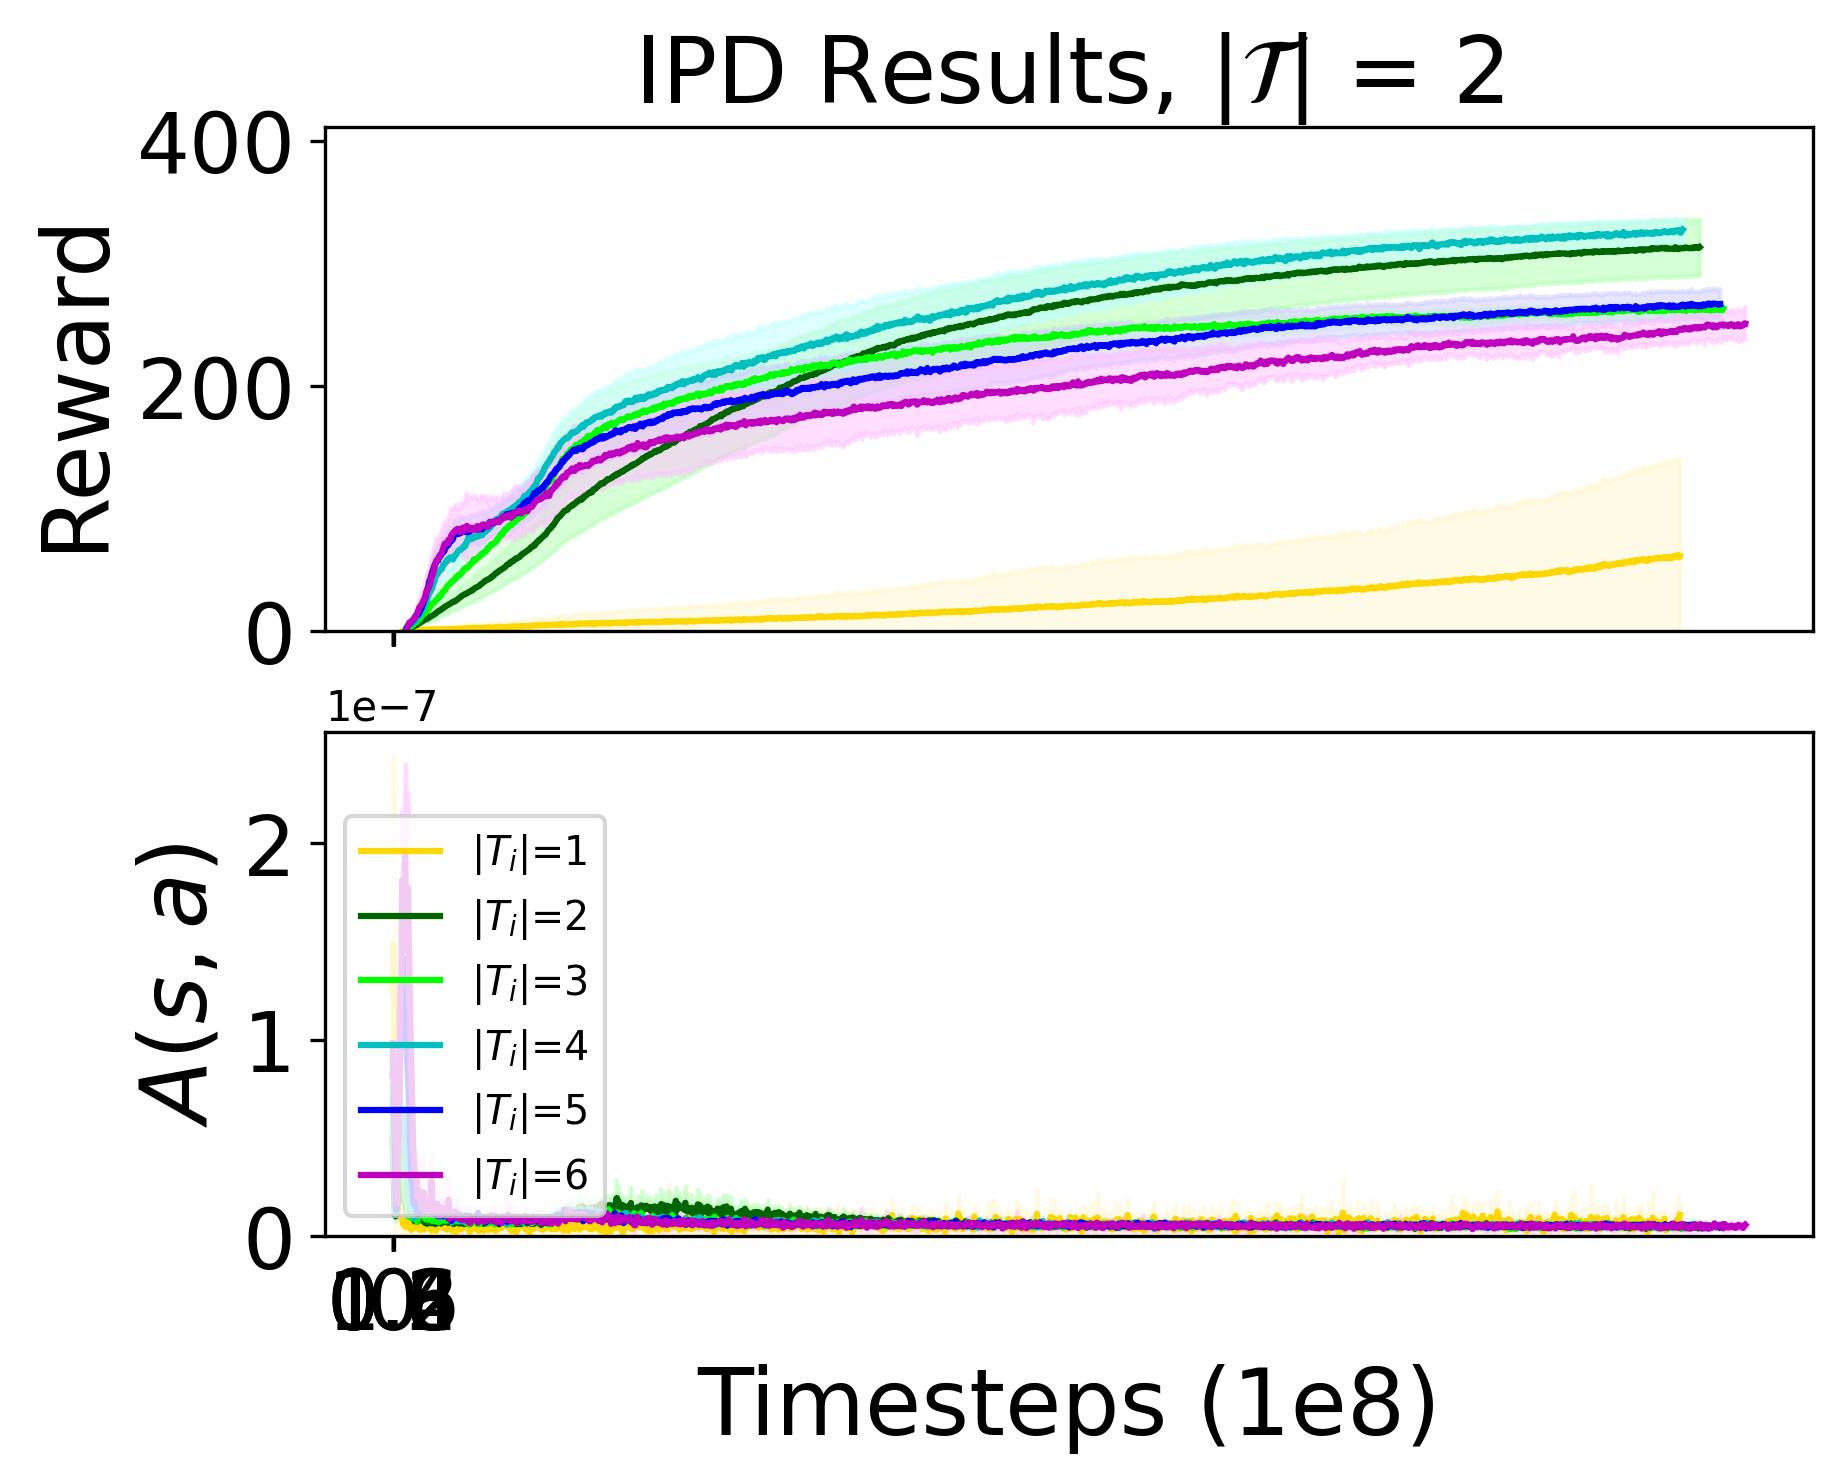 IPD Results, |𝒯| = 2
400
200
0
Reward
1e−7
2
1
0
A(s, a)
|T_i|=1
|T_i|=2
|T_i|=3
|T_i|=4
|T_i|=5
|T_i|=6
Timesteps (1e8)